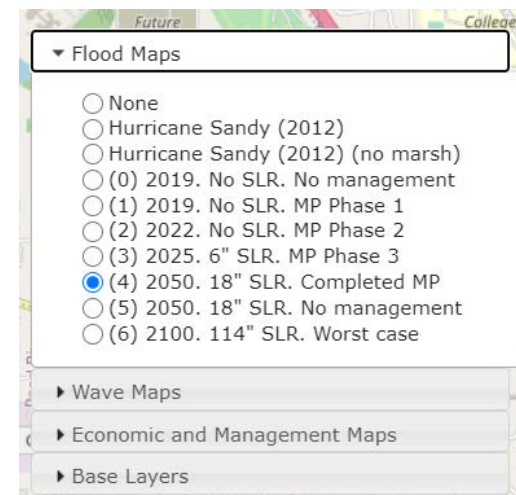 Future
College
Flood Maps
None
Hurricane Sandy (2012)
Hurricane Sandy (2012) (no marsh)
(0) 2019. No SLR. No management
(1) 2019. No SLR. MP Phase 1
(2) 2022. No SLR. MP Phase 2
(3) 2025. 6" SLR. MP Phase 3
(4) 2050. 18" SLR. Completed MP
(5) 2050. 18" SLR. No management
(6) 2100. 114" SLR. Worst case
Wave Maps
Economic and Management Maps
Base Layers